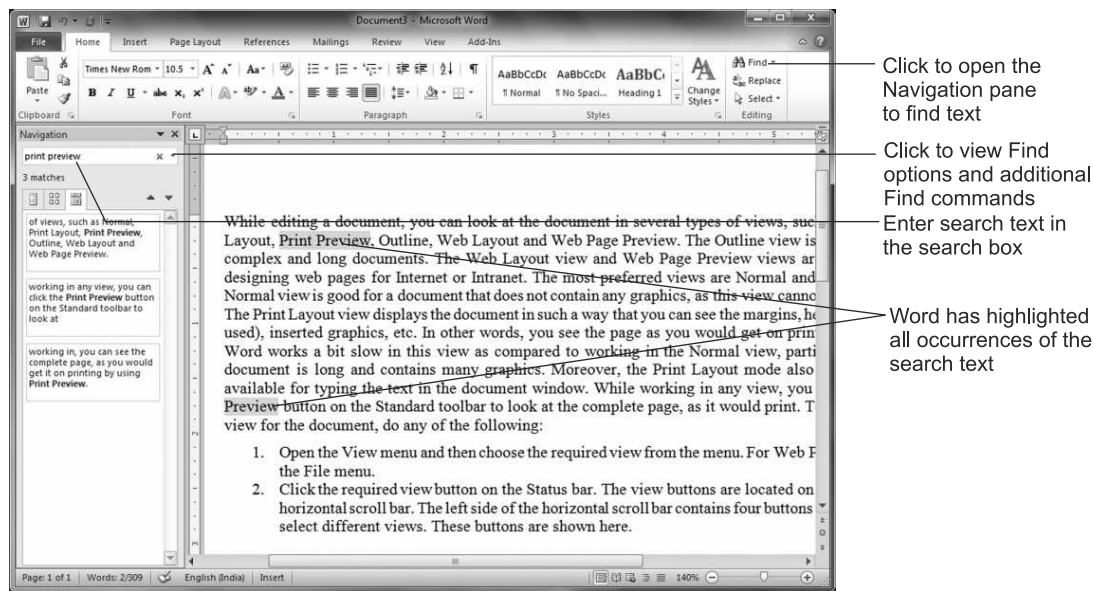 Document3 - Microsoft Word
File Home Insert Page Layout References Mailings Review View Add-Ins
Paste
Times New Rom 10.5
B I U abc x, x²
AaBbCcDc AaBbCcDc AaBbC
¶ Normal ¶ No Spaci... Heading 1
Change
Styles
Find
Replace
Select
Clipboard Font Paragraph Styles Editing
Navigation
print preview
3 matches
of views, such as Normal,
Print Layout, Print Preview,
Outline, Web Layout and
Web Page Preview.
working in any view, you can
click the Print Preview button
on the Standard toolbar to
look at
working in, you can see the
complete page, as you would
get it on printing by using
Print Preview.
1 2 3 4 5
While editing a document, you can look at the document in several types of views, suc
Layout, Print Preview, Outline, Web Layout and Web Page Preview. The Outline view is
complex and long documents. The Web Layout view and Web Page Preview views ar
designing web pages for Internet or Intranet. The most preferred views are Normal and
Normal view is good for a document that does not contain any graphics, as this view canno
The Print Layout view displays the document in such a way that you can see the margins, he
used), inserted graphics, etc. In other words, you see the page as you would get on prin
Word works a bit slow in this view as compared to working in the Normal view, parti
document is long and contains many graphics. Moreover, the Print Layout mode also
available for typing the text in the document window. While working in any view, you
Preview button on the Standard toolbar to look at the complete page, as it would print. T
view for the document, do any of the following:
1. Open the View menu and then choose the required view from the menu. For Web P
the File menu.
2. Click the required view button on the Status bar. The view buttons are located on
horizontal scroll bar. The left side of the horizontal scroll bar contains four buttons
select different views. These buttons are shown here.
Page: 1 of 1 Words: 2/309 English (India) Insert 140%
Click to open the
Navigation pane
to find text
Click to view Find
options and additional
Find commands
Enter search text in
the search box
Word has highlighted
all occurrences of the
search text